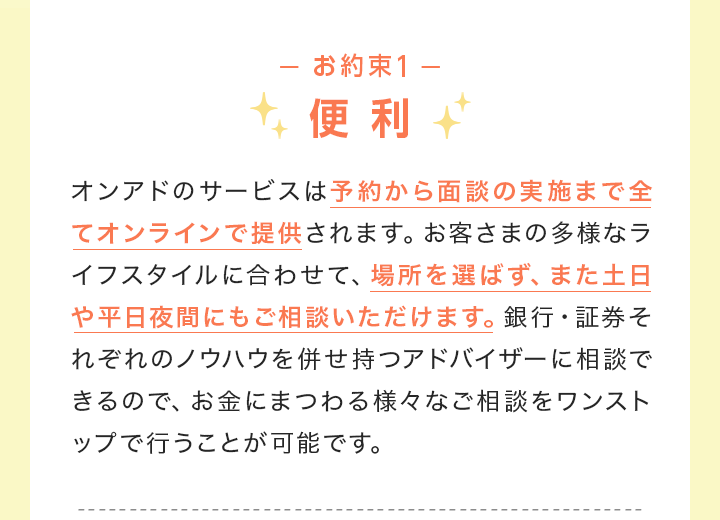 — お約束1 —
便利
オンアドのサービスは予約から面談の実施まで全
てオンラインで提供されます。お客さまの多様なラ
イフスタイルに合わせて、場所を選ばず、また土日
や平日夜間にもご相談いただけます。銀行・証券そ
れぞれのノウハウを併せ持つアドバイザーに相談で
きるので、お金にまつわる様々なご相談をワンスト
ップで行うことが可能です。